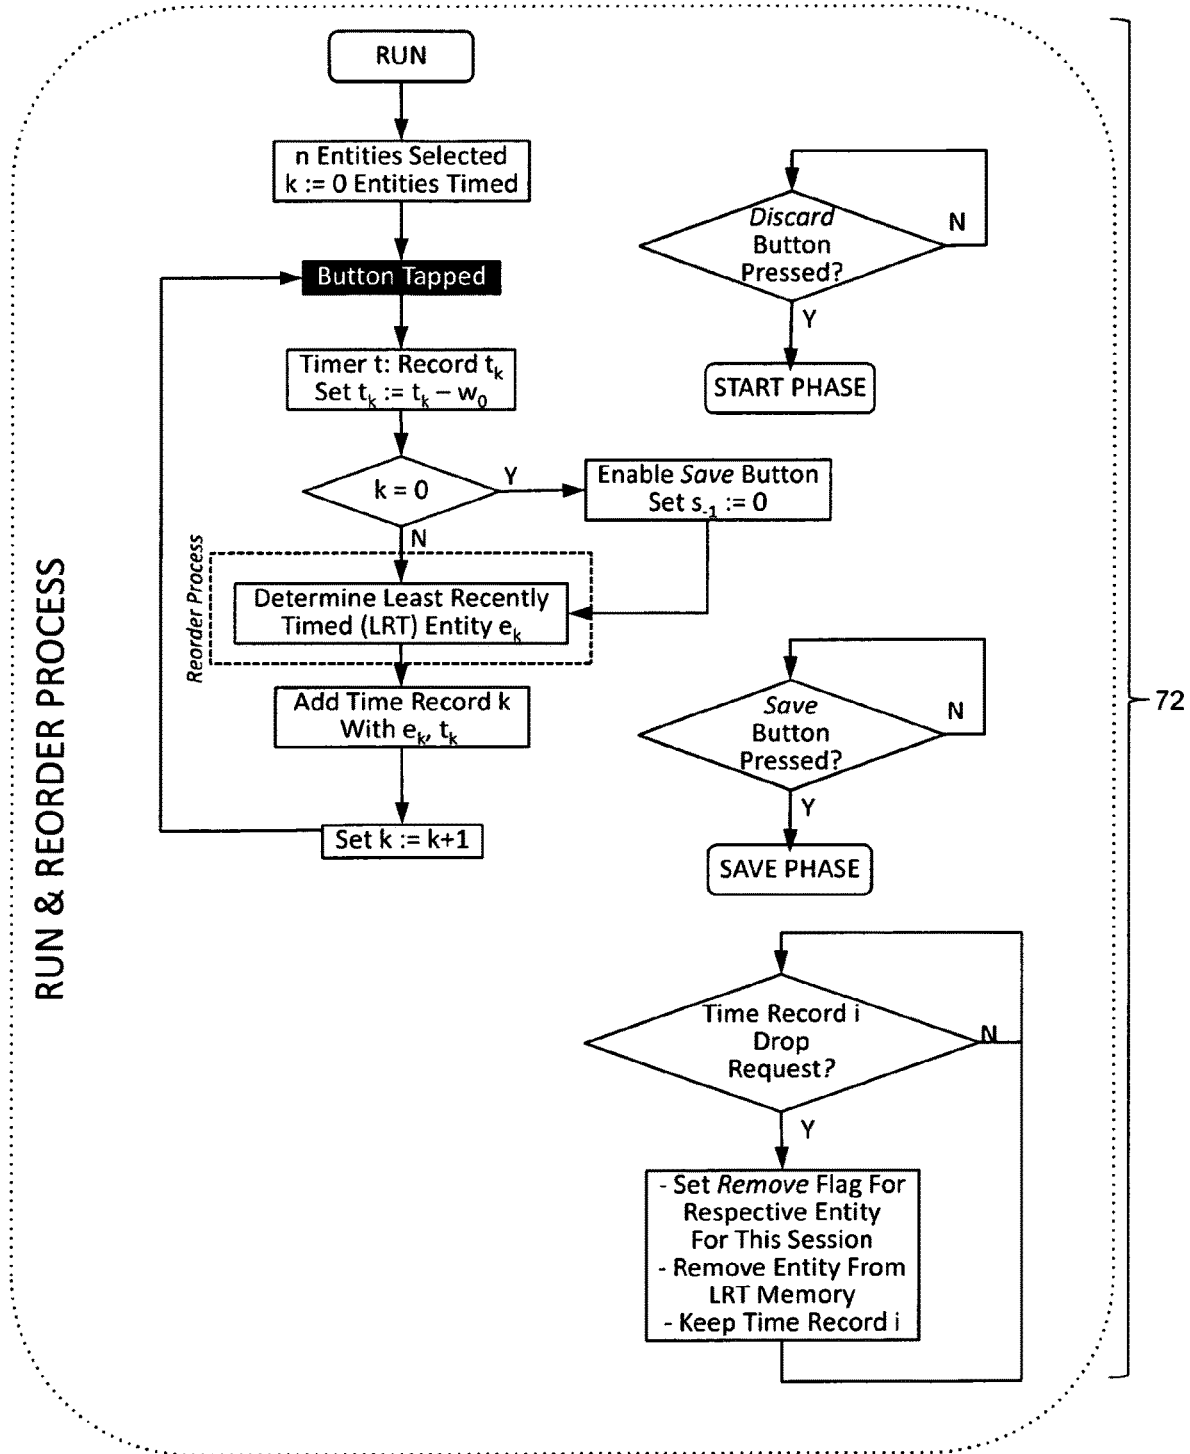 RUN
n Entities Selected
k := 0 Entities Timed
Button Tapped
Timer t: Record tₖ
Set tₖ := tₖ – w₀
k = 0
Y
N
Enable Save Button
Set s₋₁ := 0
Reorder Process
Determine Least Recently
Timed (LRT) Entity eₖ
Add Time Record k
With eₖ, tₖ
Set k := k+1
Discard
Button
Pressed?
N
Y
START PHASE
Save
Button
Pressed?
N
Y
SAVE PHASE
Time Record i
Drop
Request?
N
Y
- Set Remove Flag For
Respective Entity
For This Session
- Remove Entity From
LRT Memory
- Keep Time Record i
RUN & REORDER PROCESS
72